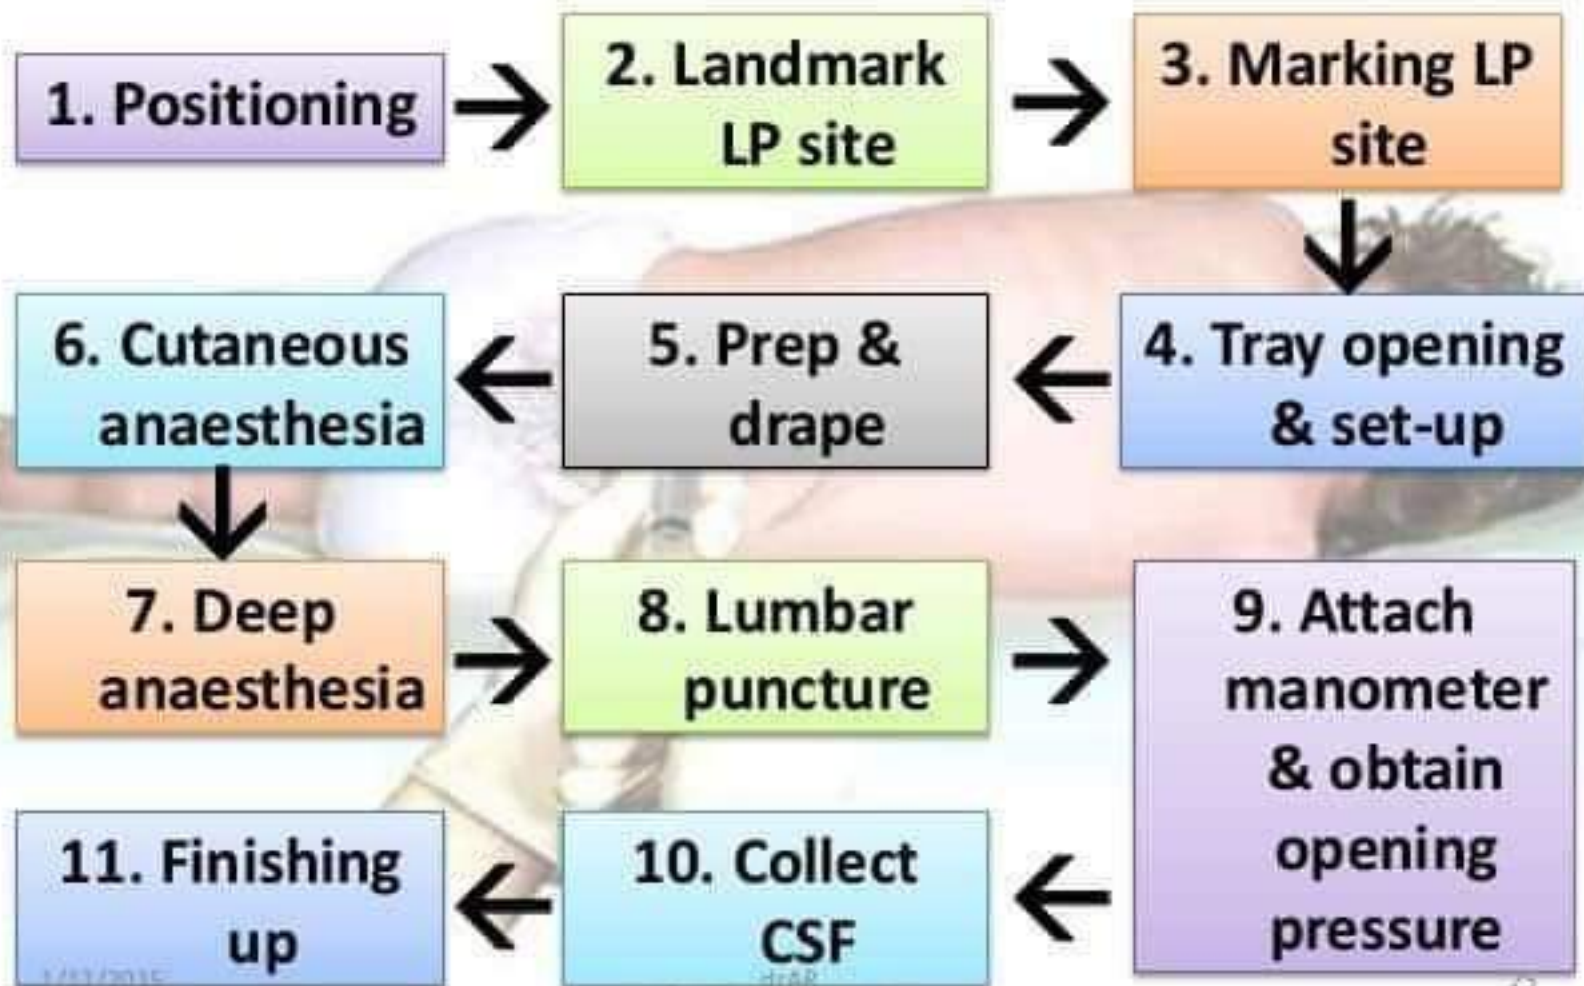 1. Positioning
2. Landmark
LP site
3. Marking LP
site
4. Tray opening
& set-up
5. Prep &
drape
6. Cutaneous
anaesthesia
7. Deep
anaesthesia
8. Lumbar
puncture
9. Attach
manometer
& obtain
opening
pressure
10. Collect
CSF
11. Finishing
up
drAR